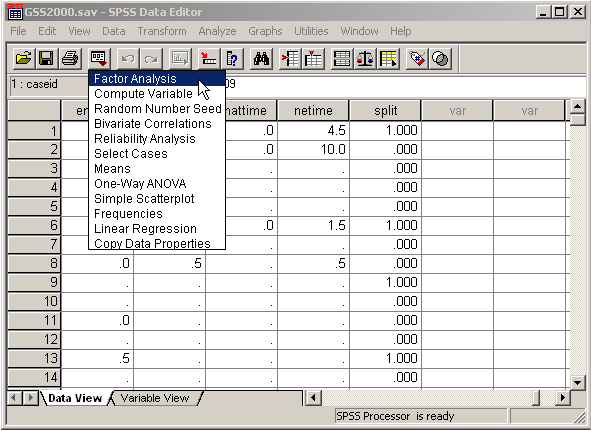 GSS2000.sav - SPSS Data Editor
File Edit View Data Transform Analyze Graphs Utilities Window Help
1 : caseid 09
Factor Analysis
Compute Variable
Random Number Seed
Bivariate Correlations
Reliability Analysis
Select Cases
Means
One-Way ANOVA
Simple Scatterplot
Frequencies
Linear Regression
Copy Data Properties
en hattime netime split var var
1 .0 4.5 1.000
2 .0 10.0 .000
3 . . .000
4 . . .000
5 . . .000
6 .0 1.5 1.000
7 . . .000
8 .0 .5 . .5 .000
9 . . . . 1.000
10 . . . . .000
11 .0 . . . .000
12 . . . . .000
13 .5 . . . 1.000
14 . . . . .000
Data View Variable View
SPSS Processor is ready